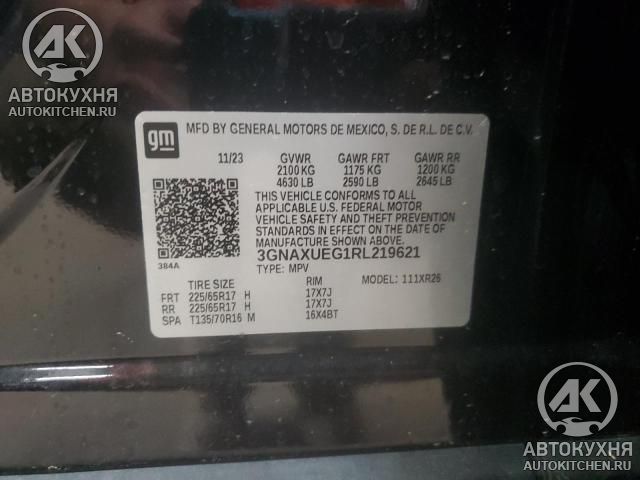 AK
АВТОКУХНЯ
AUTOKITCHEN.RU
gm
MFD BY GENERAL MOTORS DE MEXICO, S. DE R.L. DE C.V.
11/23 GVWR GAWR FRT GAWR RR
2100 KG 1175 KG 1200 KG
4630 LB 2590 LB 2645 LB
THIS VEHICLE CONFORMS TO ALL
APPLICABLE U.S. FEDERAL MOTOR
VEHICLE SAFETY AND THEFT PREVENTION
STANDARDS IN EFFECT ON THE DATE OF
MANUFACTURE SHOWN ABOVE.
384A
3GNAXUEG1RL219621
TYPE: MPV MODEL: 111XR26
TIRE SIZE RIM
FRT 225/65R17 H 17X7J
RR 225/65R17 H 17X7J
SPA T135/70R16 M 16X4BT
AK
АВТОКУХНЯ
AUTOKITCHEN.RU